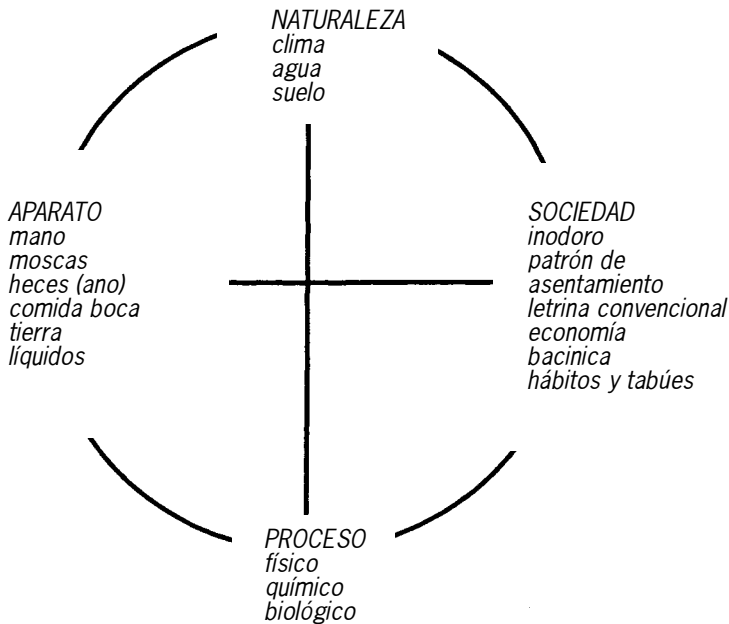 NATURALEZA
clima
agua
suelo
APARATO
mano
moscas
heces (ano)
comida boca
tierra
líquidos
SOCIEDAD
inodoro
patrón de
asentamiento
letrina convencional
economía
bacinica
hábitos y tabúes
PROCESO
físico
químico
biológico